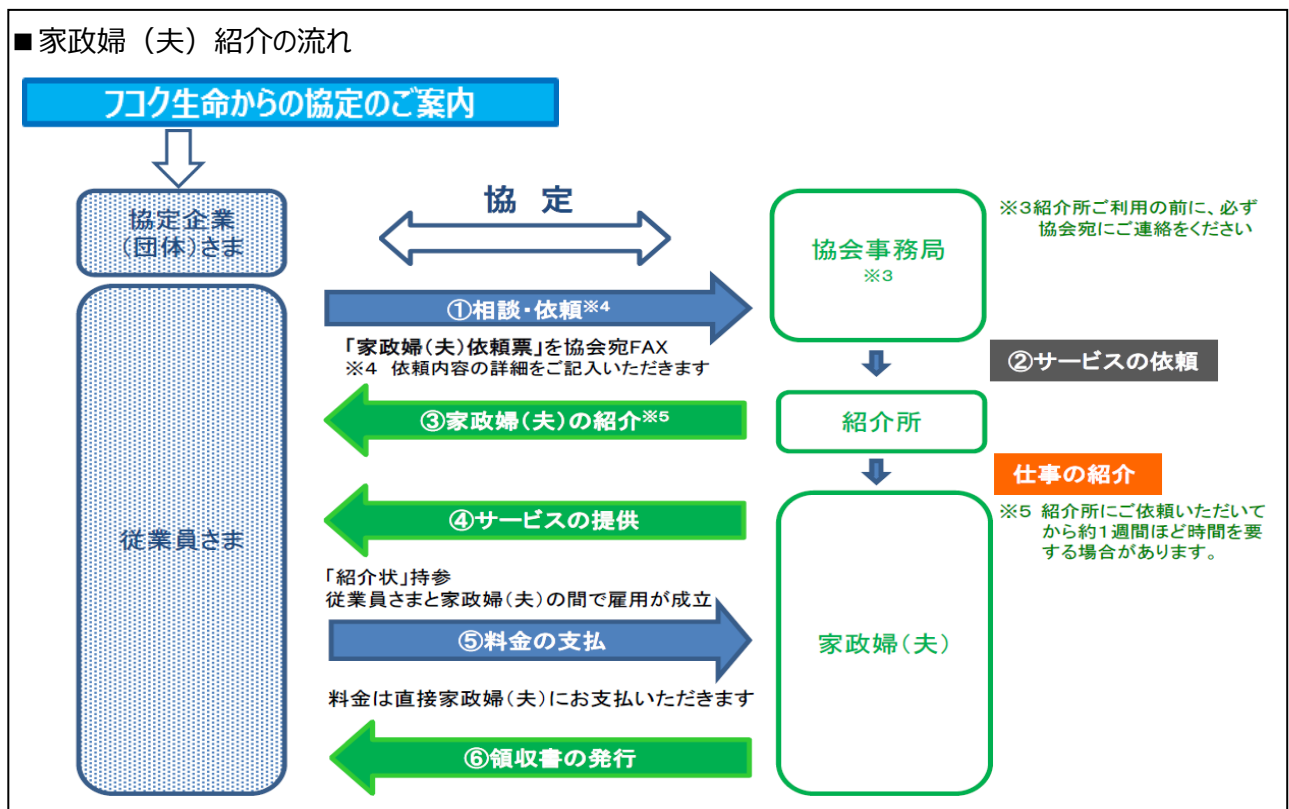 ■家政婦（夫）紹介の流れ
フコク生命からの協定のご案内
協定企業
(団体)さま
協　定
協会事務局
※3
※3紹介所ご利用の前に、必ず
協会宛にご連絡をください
①相談・依頼※4
「家政婦(夫)依頼票」を協会宛FAX
※4　依頼内容の詳細をご記入いただきます
②サービスの依頼
③家政婦(夫)の紹介※5
紹介所
仕事の紹介
※5 紹介所にご依頼いただいて
から約1週間ほど時間を要
する場合があります。
④サービスの提供
従業員さま
「紹介状」持参
従業員さまと家政婦(夫)の間で雇用が成立
⑤料金の支払
家政婦(夫)
料金は直接家政婦(夫)にお支払いただきます
⑥領収書の発行